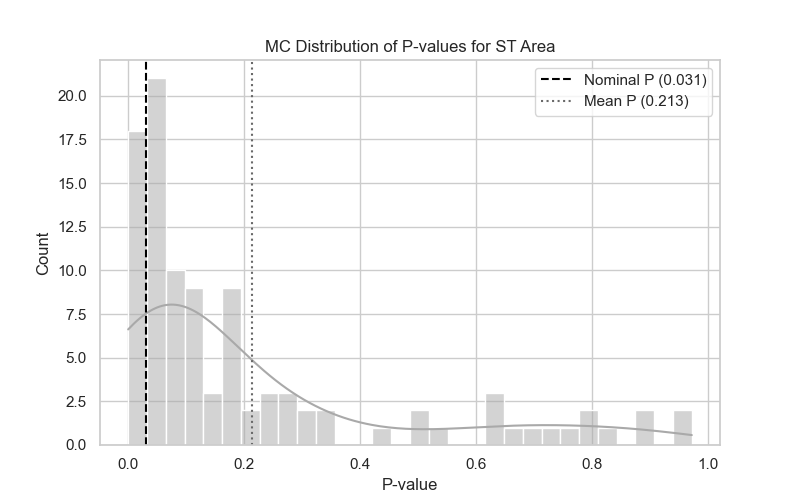 MC Distribution of P-values for ST Area
Nominal P (0.031)
Mean P (0.213)
Count
20.0
17.5
15.0
12.5
10.0
7.5
5.0
2.5
0.0
0.0 0.2 0.4 0.6 0.8 1.0
P-value